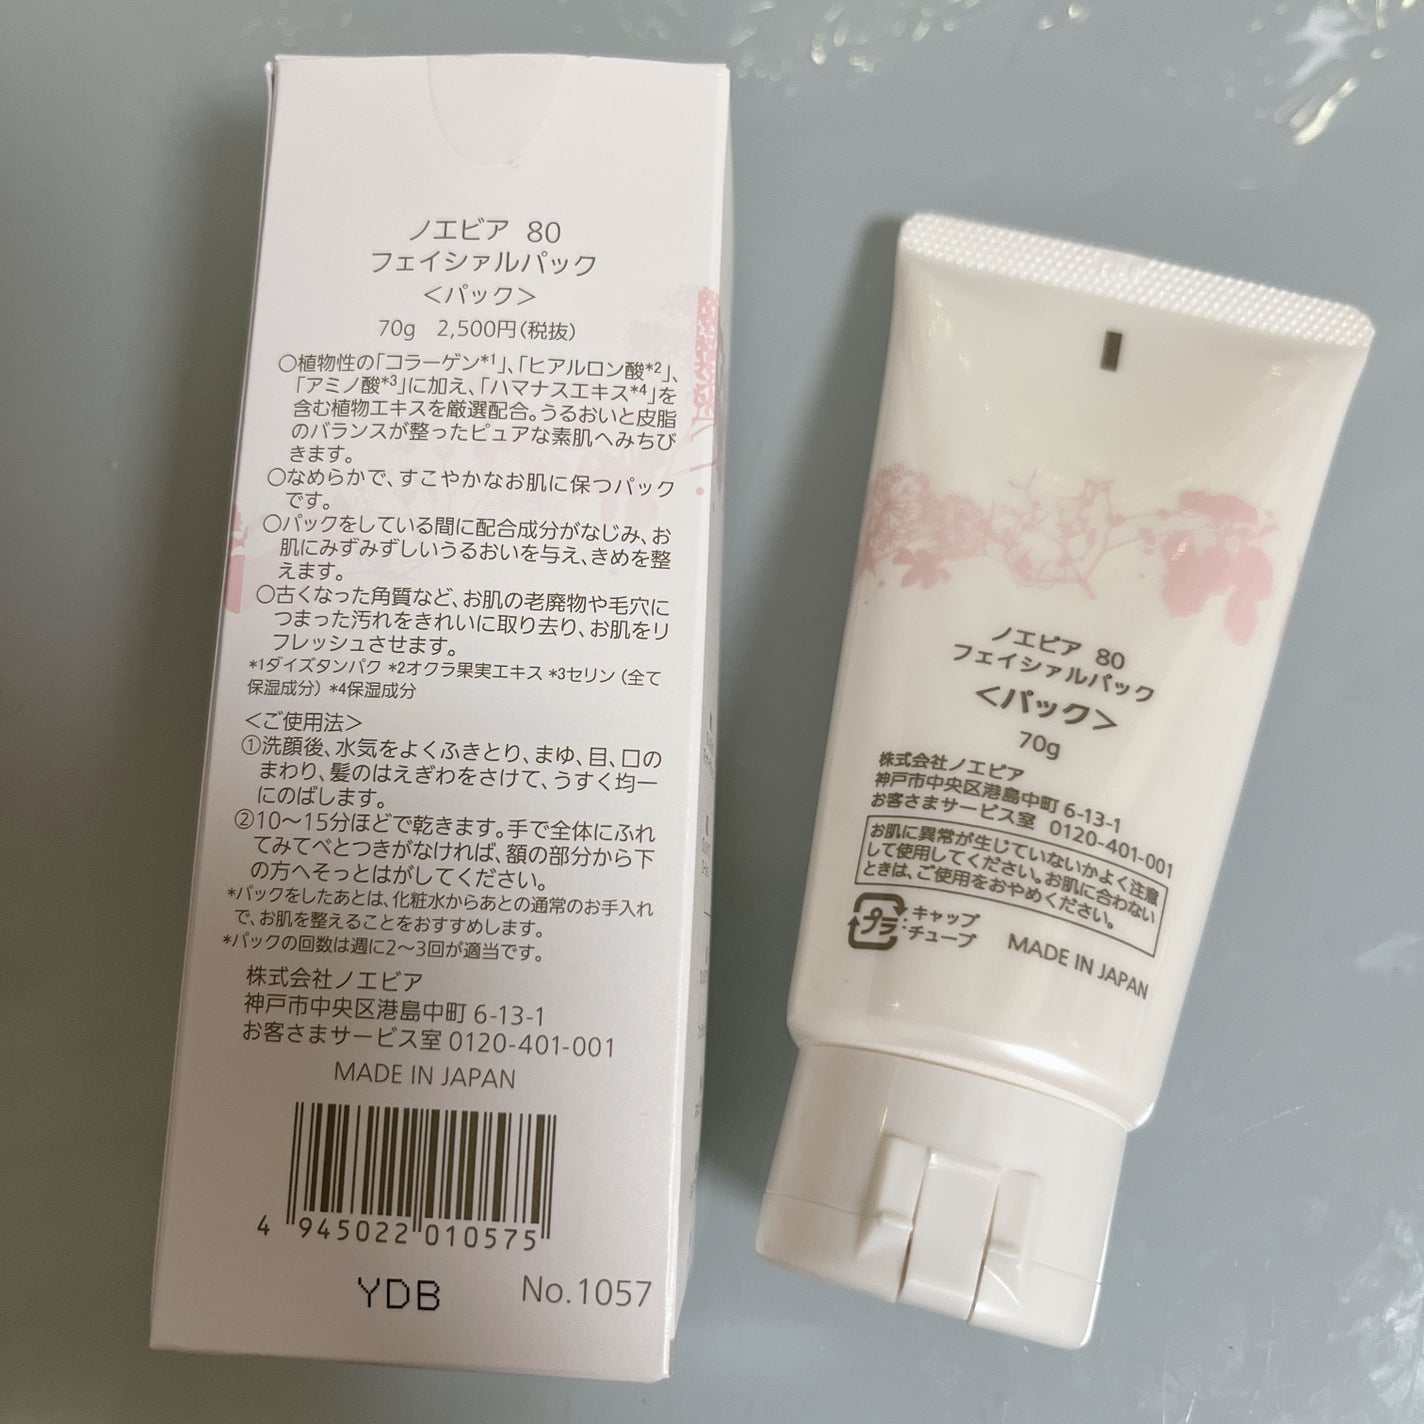 ノエビア 80
フェイシァルパック
＜パック＞
70g 2,500円(税抜)
○植物性の「コラーゲン*1」、「ヒアルロン酸*2」、
「アミノ酸*3」に加え、「ハマナスエキス*4」を
含む植物エキスを厳選配合。うるおいと皮脂
のバランスが整ったピュアな素肌へみちび
きます。
○なめらかで、すこやかなお肌に保つパック
です。
○パックをしている間に配合成分がなじみ、お
肌にみずみずしいうるおいを与え、きめを整
えます。
○古くなった角質など、お肌の老廃物や毛穴に
つまった汚れをきれいに取り去り、お肌をリ
フレッシュさせます。
*1ダイズタンパク *2オクラ果実エキス *3セリン（全て
保湿成分） *4保湿成分
＜ご使用法＞
①洗顔後、水気をよくふきとり、まゆ、目、口の
まわり、髪のはえぎわをさけて、うすく均一
にのばします。
②10〜15分ほどで乾きます。手で全体にふれ
てみてべとつきがなければ、額の部分から下
の方へそっとはがしてください。
*パックをしたあとは、化粧水からあとの通常のお手入れ
で、お肌を整えることをおすすめします。
*パックの回数は週に2〜3回が適当です。
株式会社ノエビア
神戸市中央区港島中町 6-13-1
お客さまサービス室 0120-401-001
MADE IN JAPAN
4 945022 010575
YDB No.1057
ノエビア 80
フェイシァルパック
＜パック＞
70g
株式会社ノエビア
神戸市中央区港島中町 6-13-1
お客さまサービス室 0120-401-001
お肌に異常が生じていないかよく注意
して使用してください。お肌に合わない
ときは、ご使用をおやめください。
プラ :キャップ
:チューブ
MADE IN JAPAN